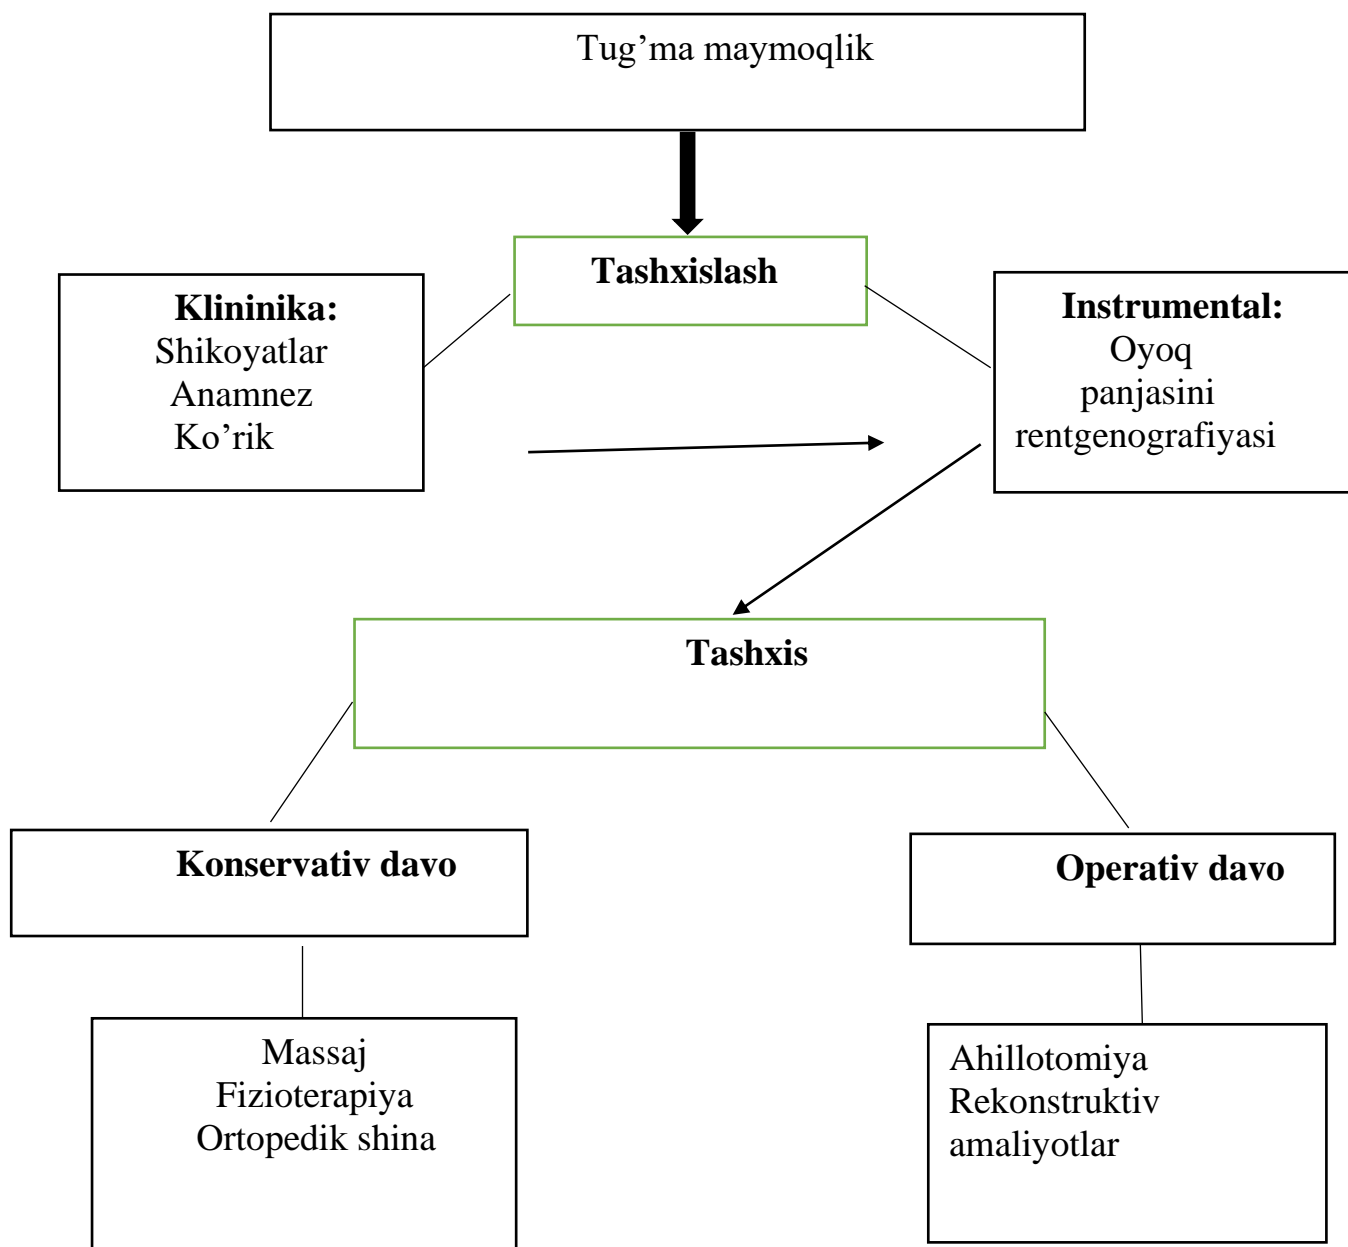 Tug’ma maymoqlik
Tashxislash
Klininika:
Shikoyatlar
Anamnez
Ko’rik
Instrumental:
Oyoq
panjasini
rentgenografiyasi
Tashxis
Konservativ davo
Operativ davo
Massaj
Fizioterapiya
Ortopedik shina
Ahillotomiya
Rekonstruktiv
amaliyotlar